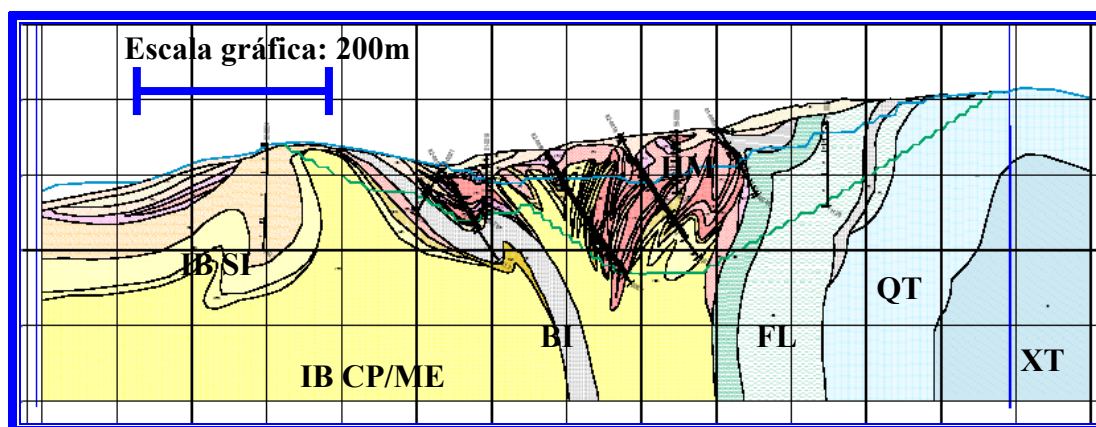 Escala gráfica: 200m
HM
IB SI
QT
BI
FL
XT
IB CP/ME